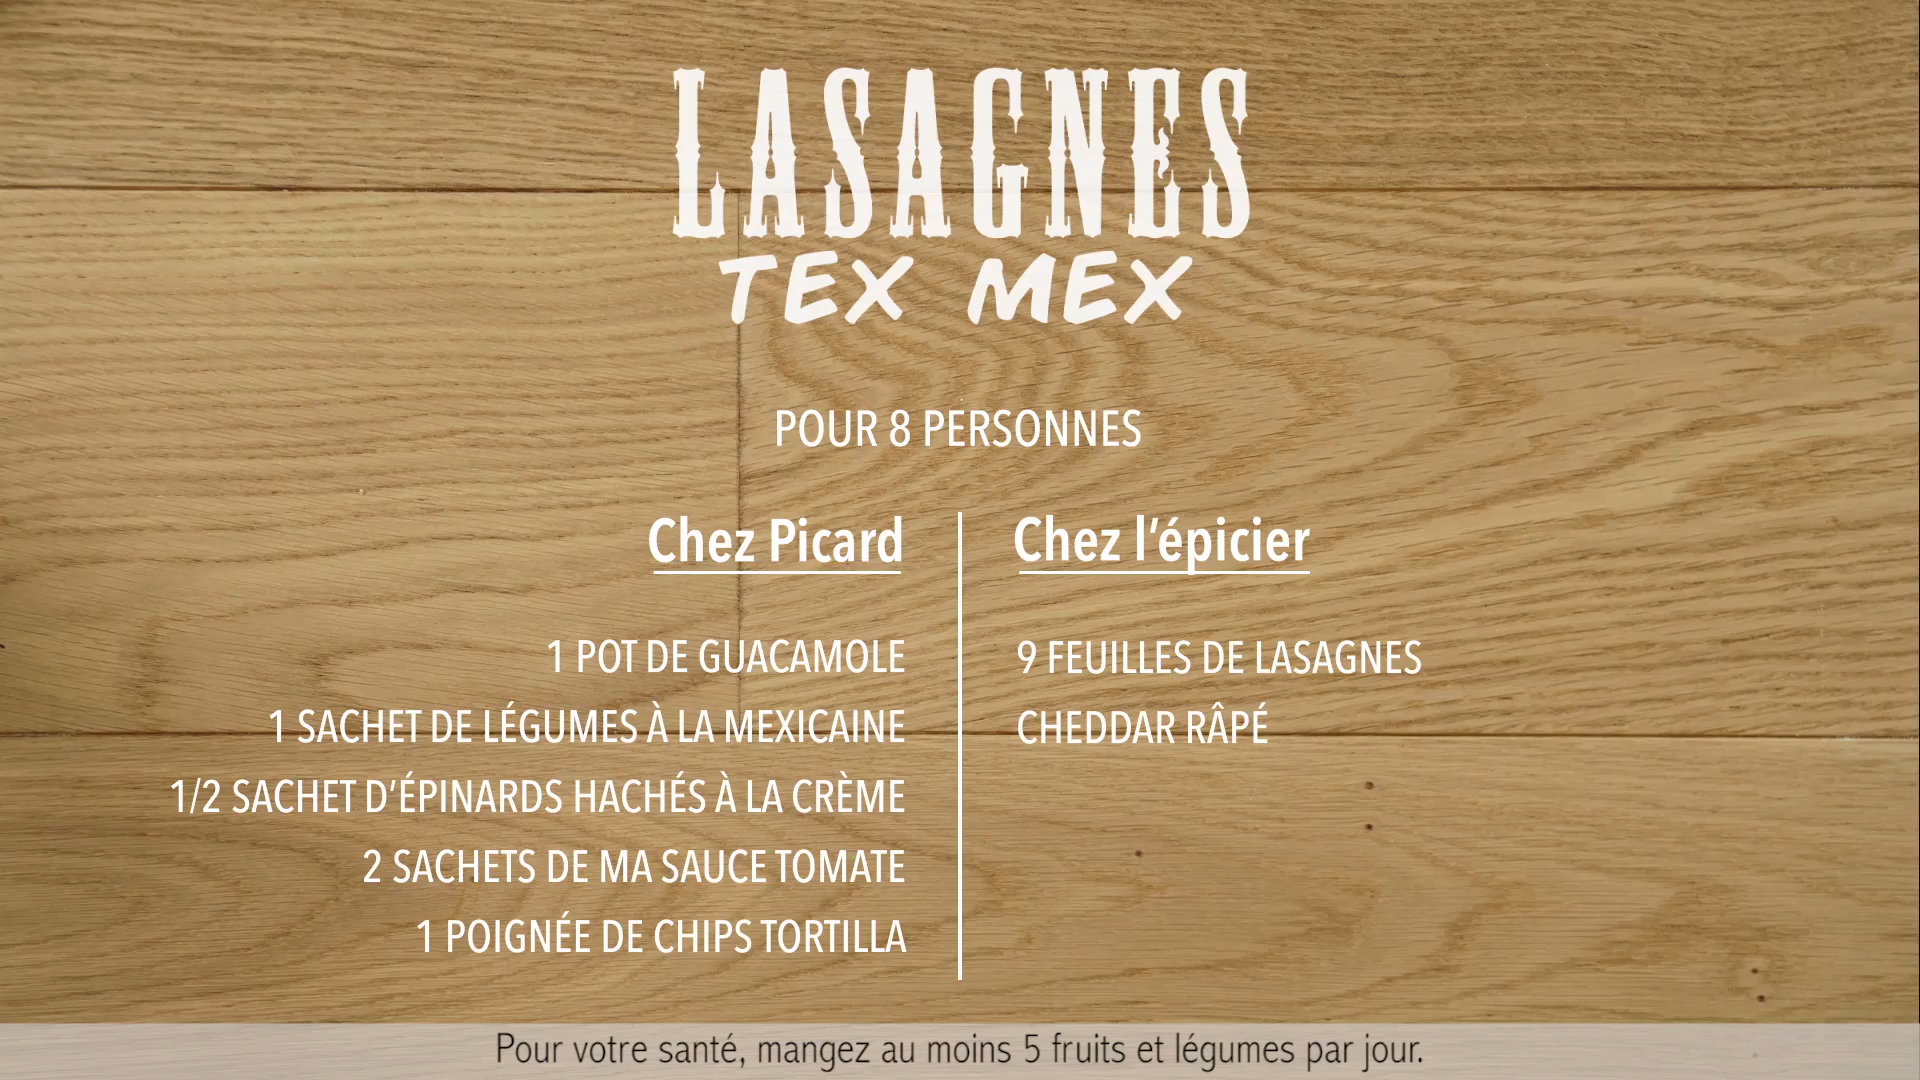 LASAGNES
TEX MEX
POUR 8 PERSONNES
Chez Picard
1 POT DE GUACAMOLE
1 SACHET DE LÉGUMES À LA MEXICAINE
1/2 SACHET D'ÉPINARDS HACHÉS À LA CRÈME
2 SACHETS DE MA SAUCE TOMATE
1 POIGNÉE DE CHIPS TORTILLA
Chez l'épicier
9 FEUILLES DE LASAGNES
CHEDDAR RÂPÉ
Pour votre santé, mangez au moins 5 fruits et légumes par jour.